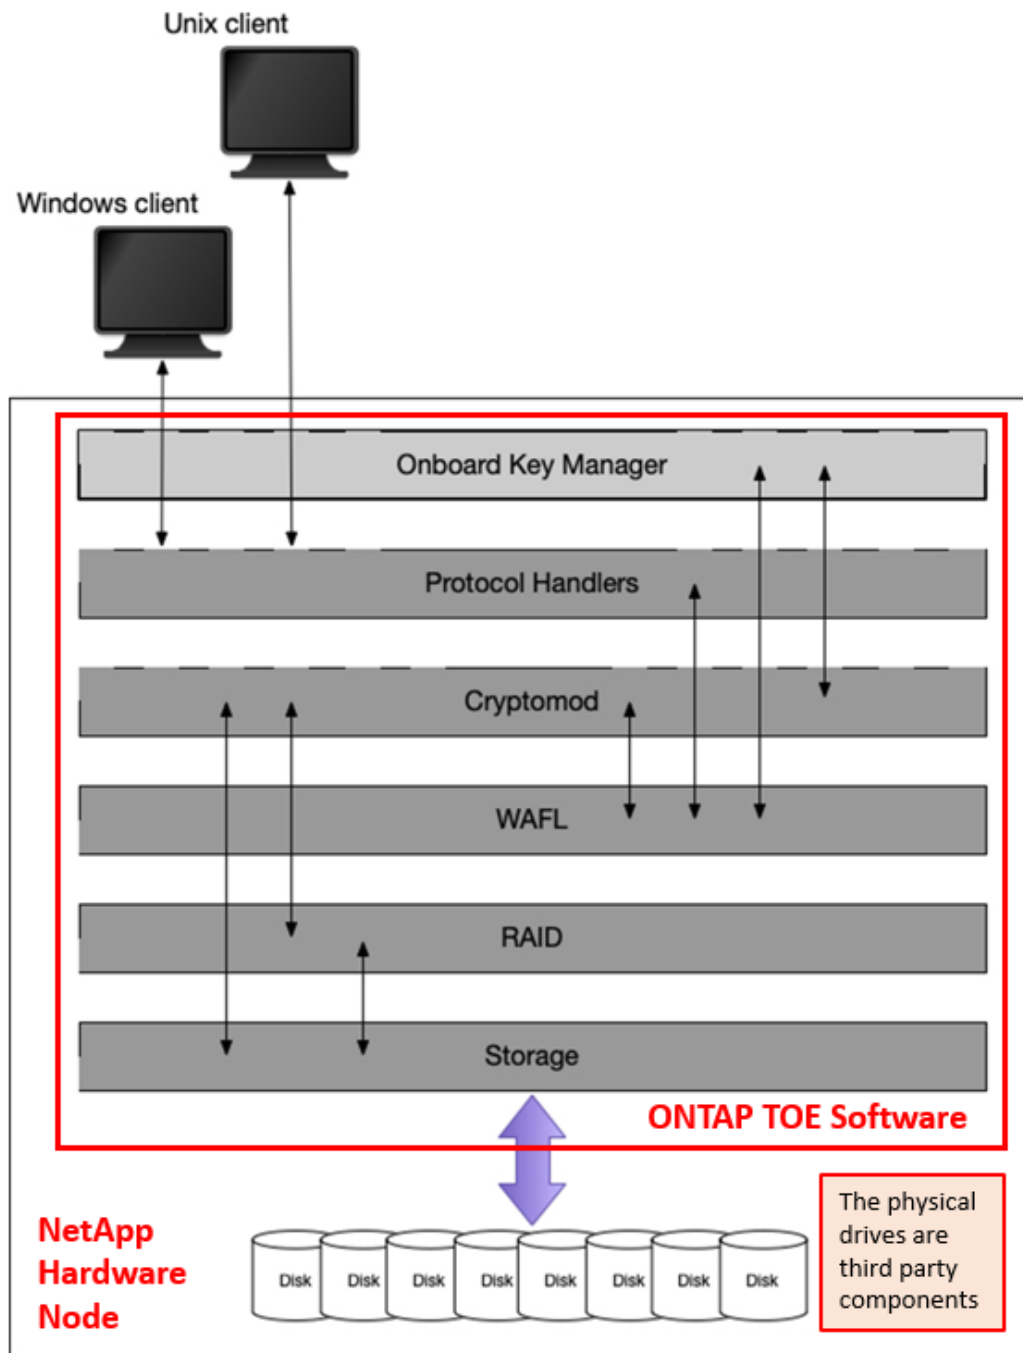 Unix client
Windows client
Onboard Key Manager
Protocol Handlers
Cryptomod
WAFL
RAID
Storage
ONTAP TOE Software
NetApp
Hardware
Node
Disk Disk Disk Disk Disk Disk Disk Disk
The physical
drives are
third party
components